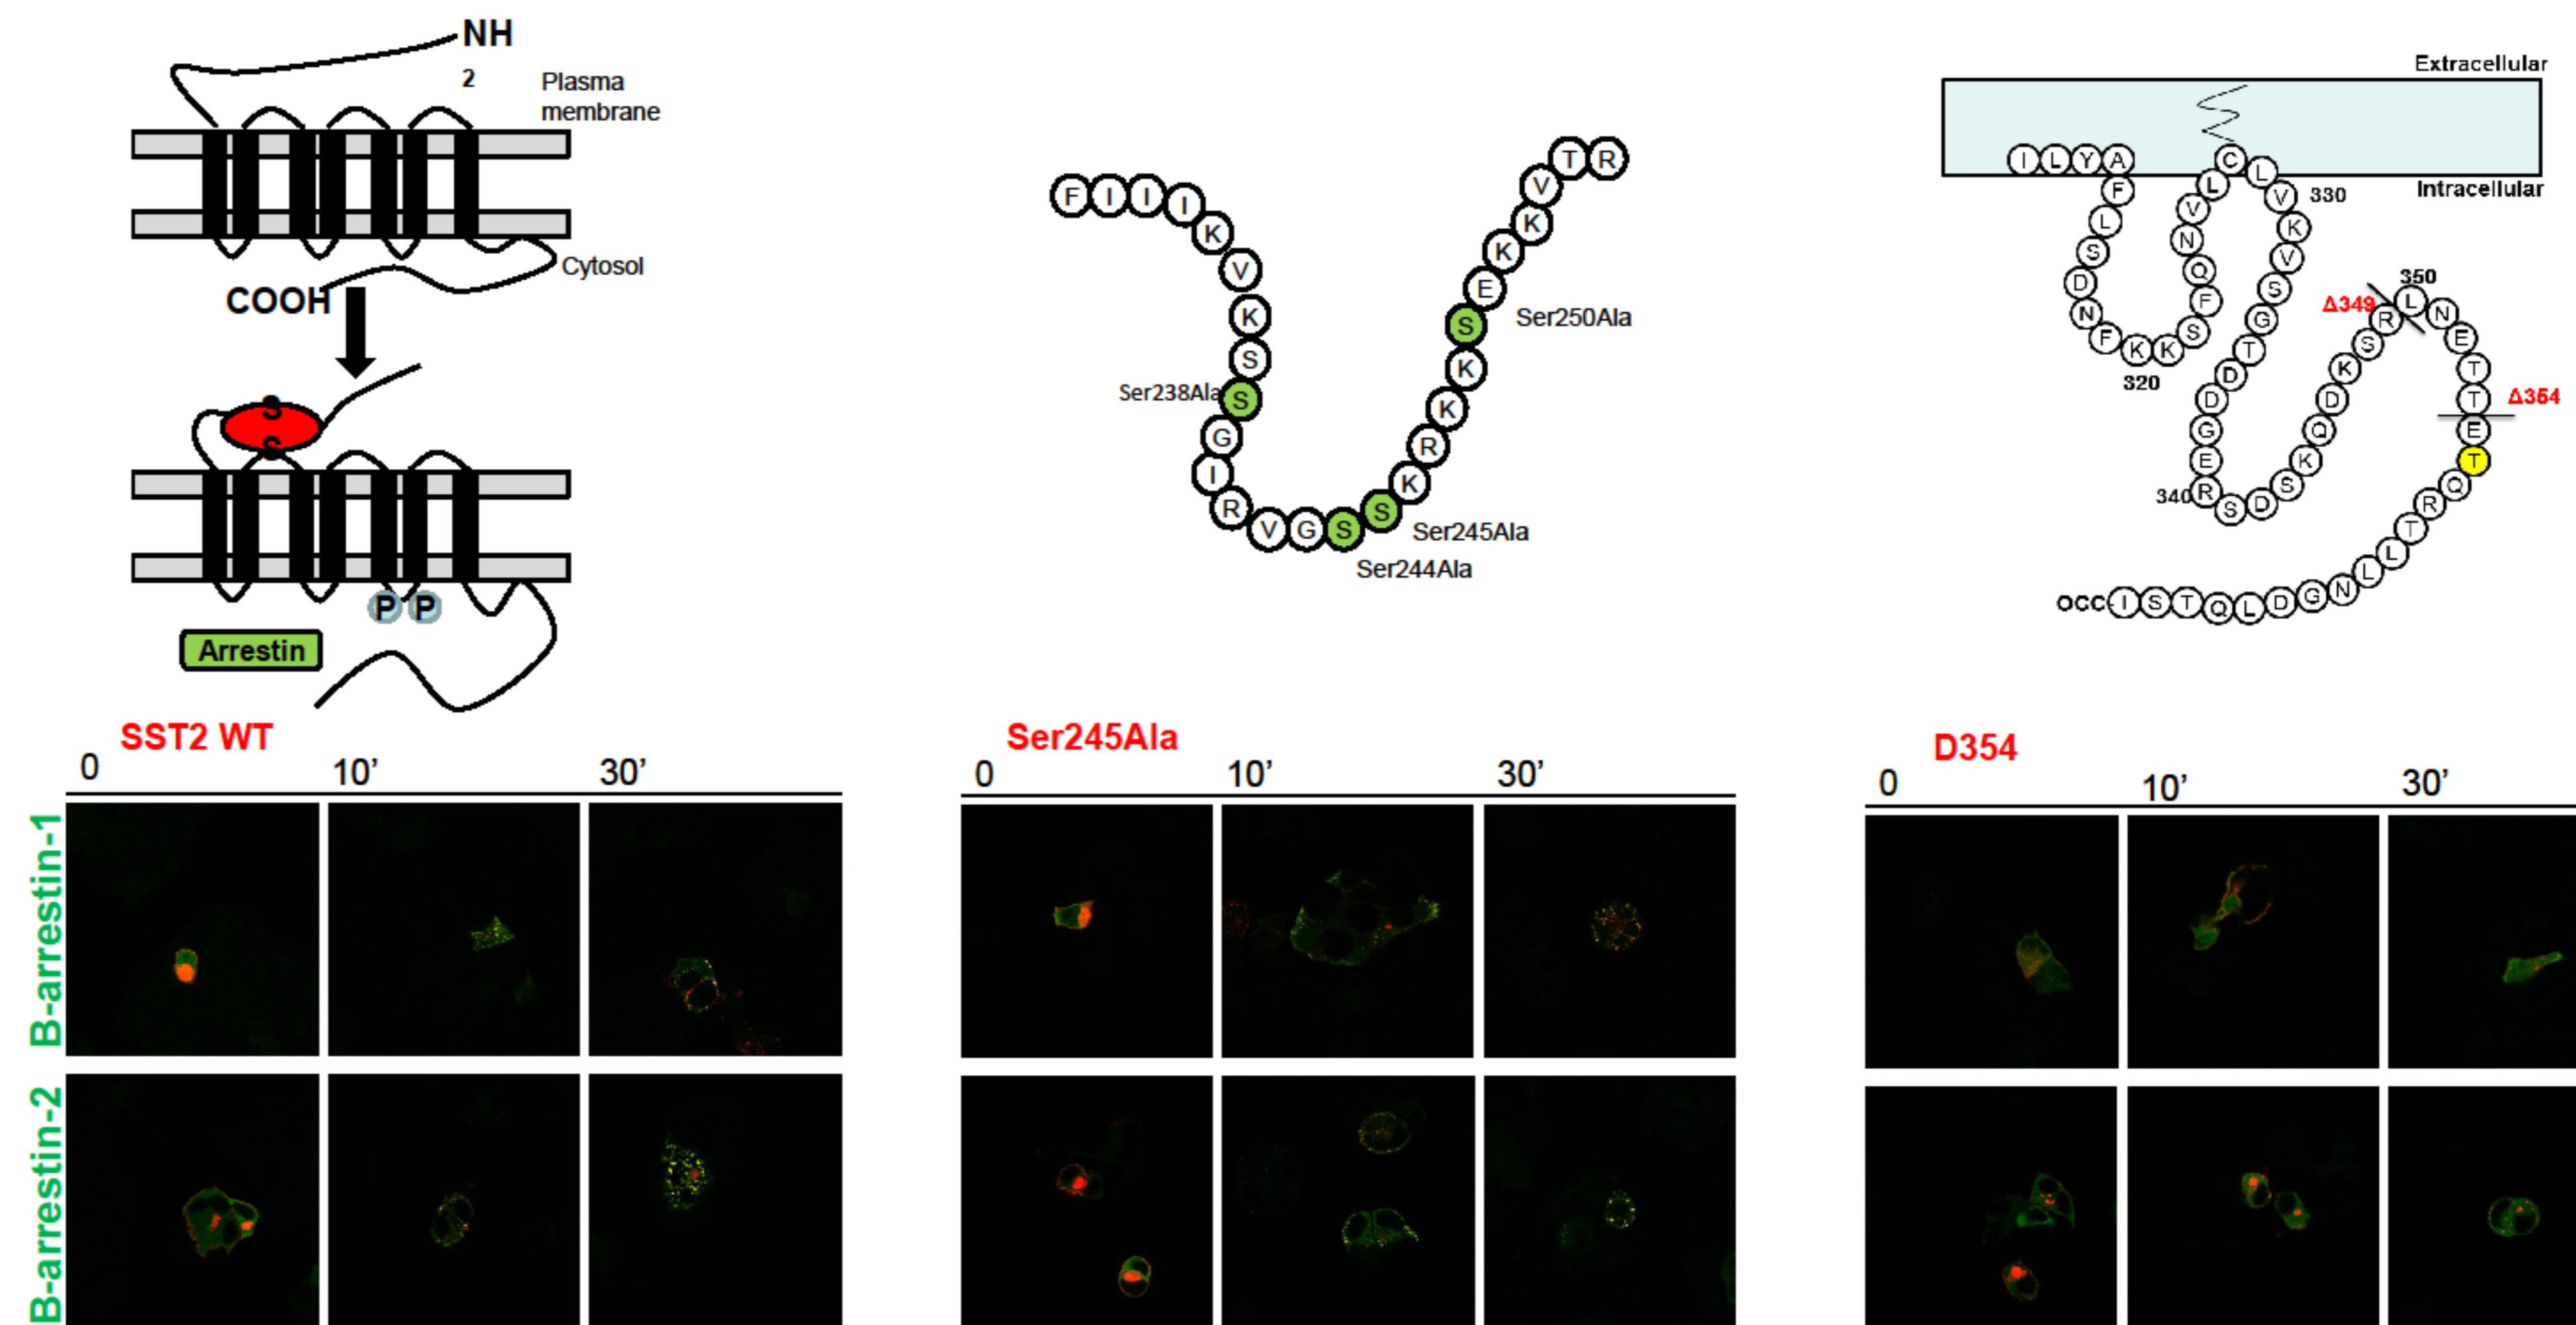 NH
2
Plasma
membrane
Cytosol
COOH
S
S
P P
Arrestin
F I I I K V K S S G I R V G S S K R K K S E K K V T R
Ser238Ala
Ser244Ala
Ser245Ala
Ser250Ala
Extracellular
Intracellular
I L Y A F L S D N F K K S F Q N V L C L V K V S G T D D G E R S D S K Q D K S R L N E T T E T Q R T L L N G D L Q T S I
320
330
340
350
Δ349
Δ354
OCC
SST2 WT
0 10' 30'
Ser245Ala
0 10' 30'
D354
0 10' 30'
B-arrestin-1
B-arrestin-2